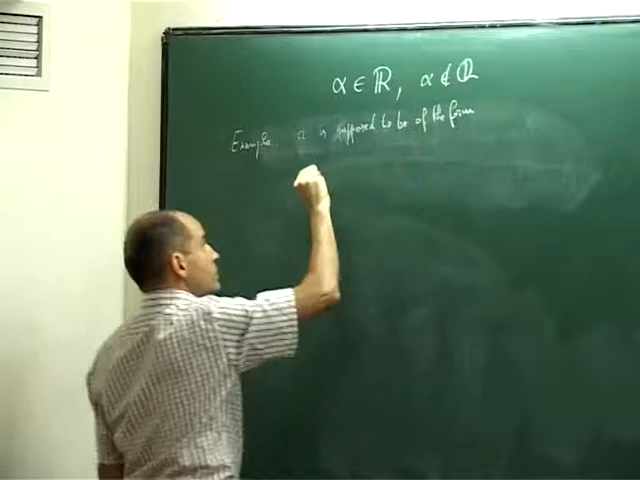 α ∈ ℝ, α ∉ ℚ
Example. α is supposed to be of the form